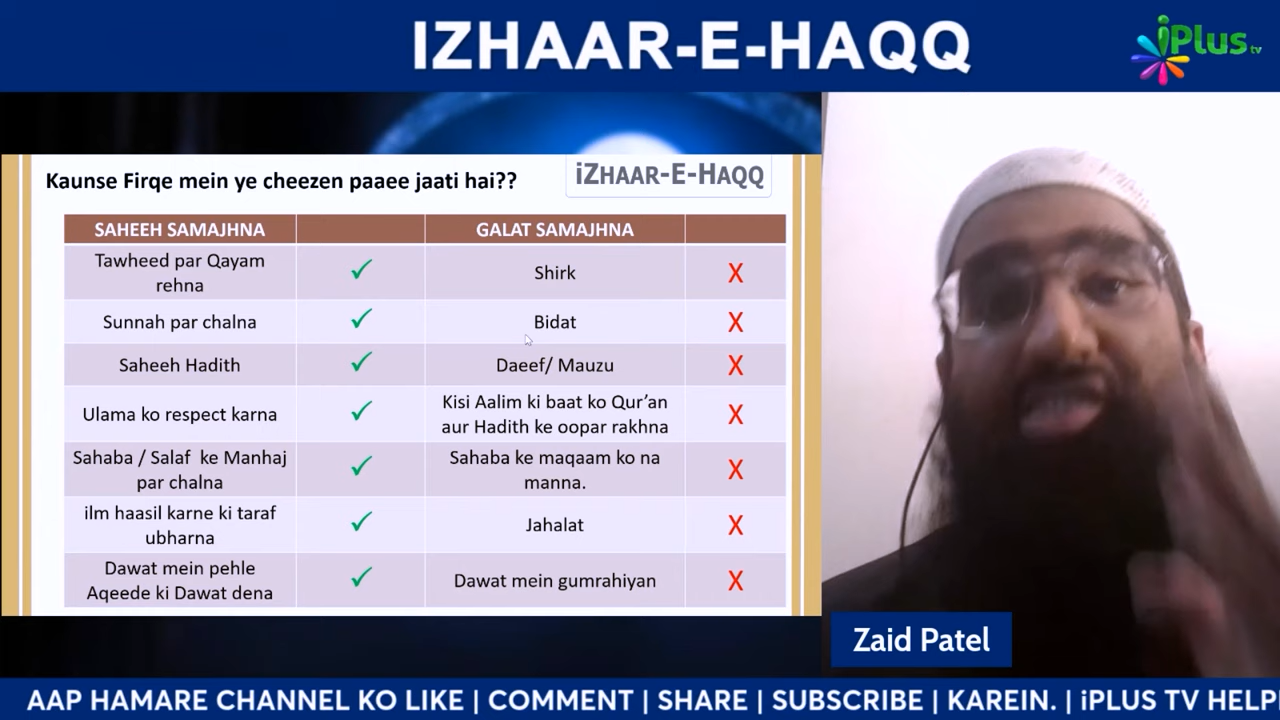 IZHAAR-E-HAQQ
iPlus tv
Kaunse Firqe mein ye cheezen paaee jaati hai??
iZHAAR-E-HAQQ
SAHEEH SAMAJHNA
GALAT SAMAJHNA
Tawheed par Qayam
rehna
✓
Shirk
X
Sunnah par chalna
✓
Bidat
X
Saheeh Hadith
✓
Daeef/ Mauzu
X
Ulama ko respect karna
✓
Kisi Aalim ki baat ko Qur’an
aur Hadith ke oopar rakhna
X
Sahaba / Salaf ke Manhaj
par chalna
✓
Sahaba ke maqaam ko na
manna.
X
ilm haasil karne ki taraf
ubharna
✓
Jahalat
X
Dawat mein pehle
Aqeede ki Dawat dena
✓
Dawat mein gumrahiyan
X
Zaid Patel
AAP HAMARE CHANNEL KO LIKE | COMMENT | SHARE | SUBSCRIBE | KAREIN. | iPLUS TV HELP